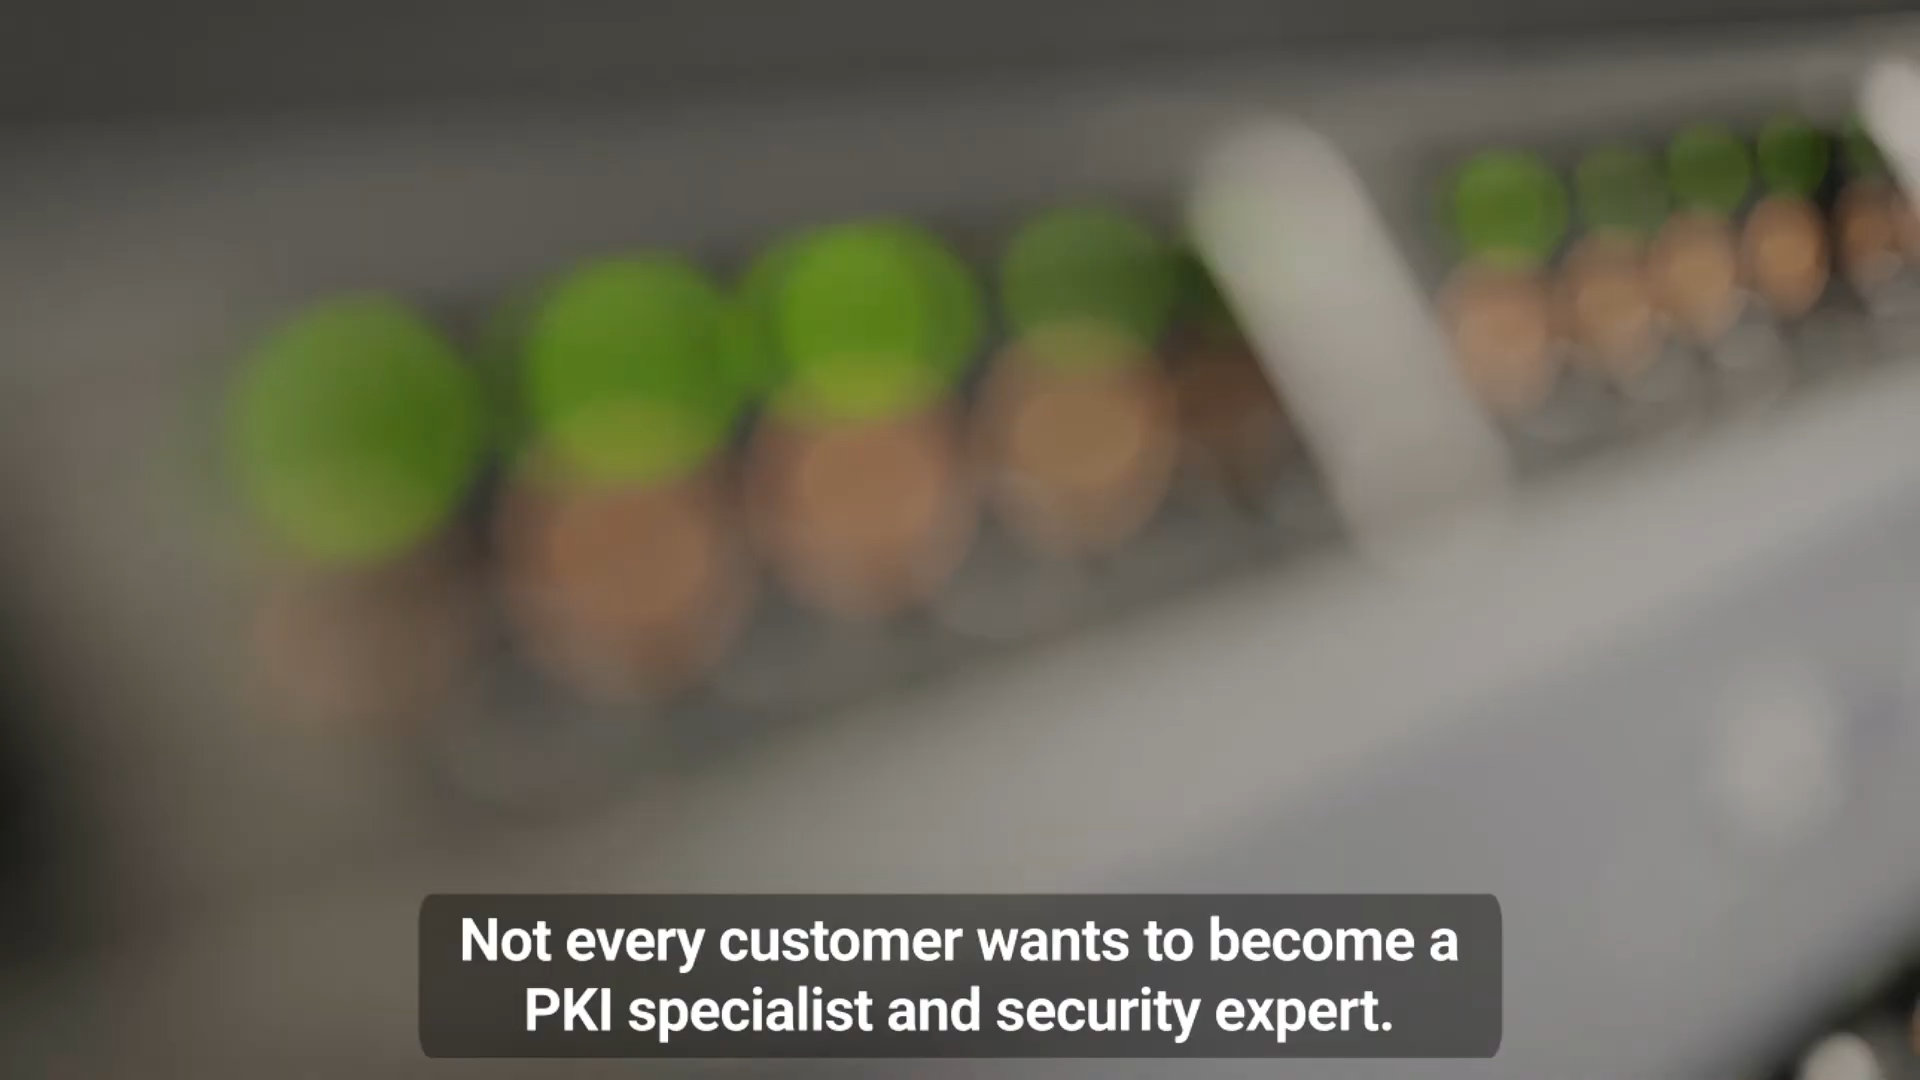 Not every customer wants to become a
PKI specialist and security expert.